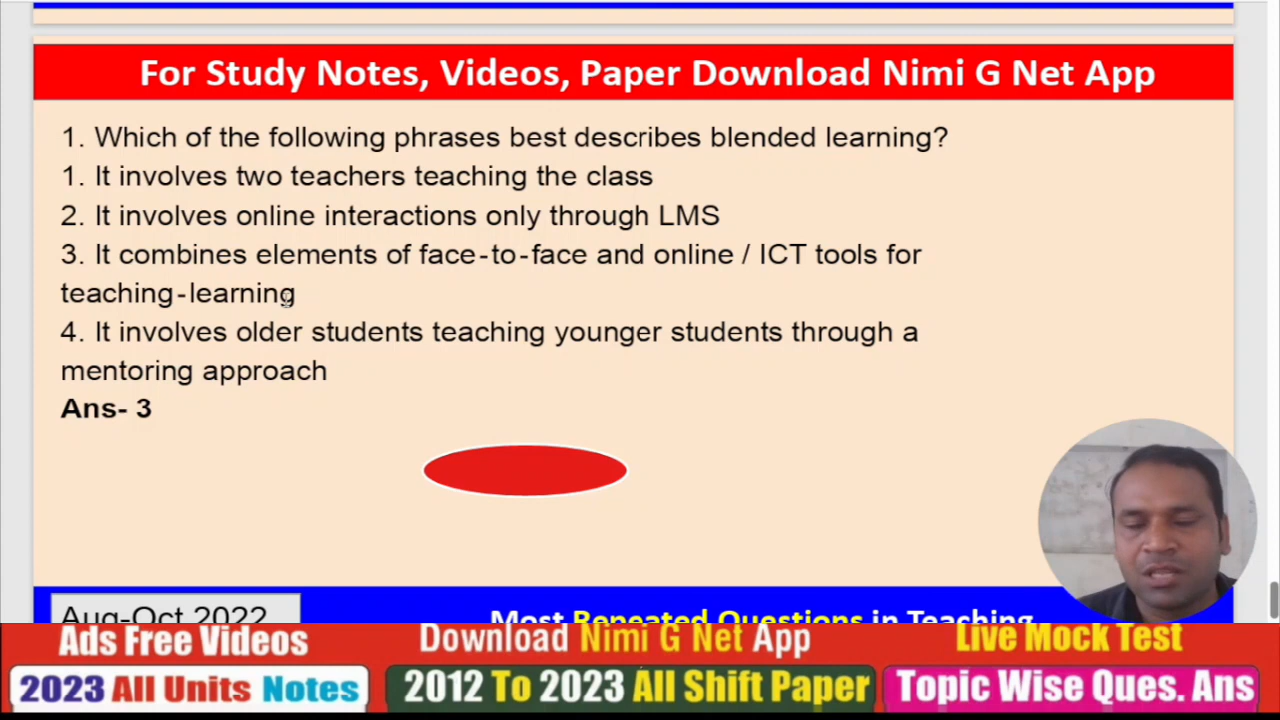 For Study Notes, Videos, Paper Download Nimi G Net App
1. Which of the following phrases best describes blended learning?
1. It involves two teachers teaching the class
2. It involves online interactions only through LMS
3. It combines elements of face-to-face and online / ICT tools for
teaching-learning
4. It involves older students teaching younger students through a
mentoring approach
Ans- 3
Aug-Oct 2022
Most Repeated Questions in Teaching
Ads Free Videos
Download Nimi G Net App
Live Mock Test
2023 All Units Notes
2012 To 2023 All Shift Paper
Topic Wise Ques. Ans